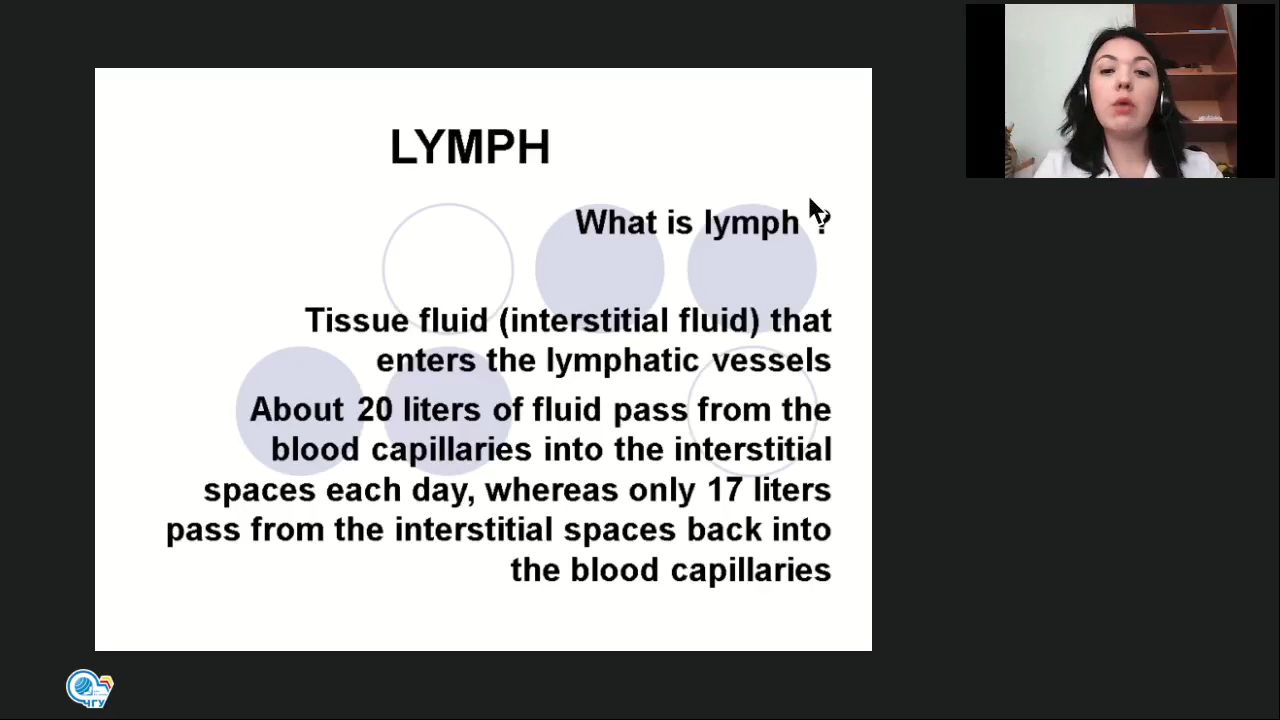 LYMPH
What is lymph ?
Tissue fluid (interstitial fluid) that
enters the lymphatic vessels
About 20 liters of fluid pass from the
blood capillaries into the interstitial
spaces each day, whereas only 17 liters
pass from the interstitial spaces back into
the blood capillaries
ЧГУ